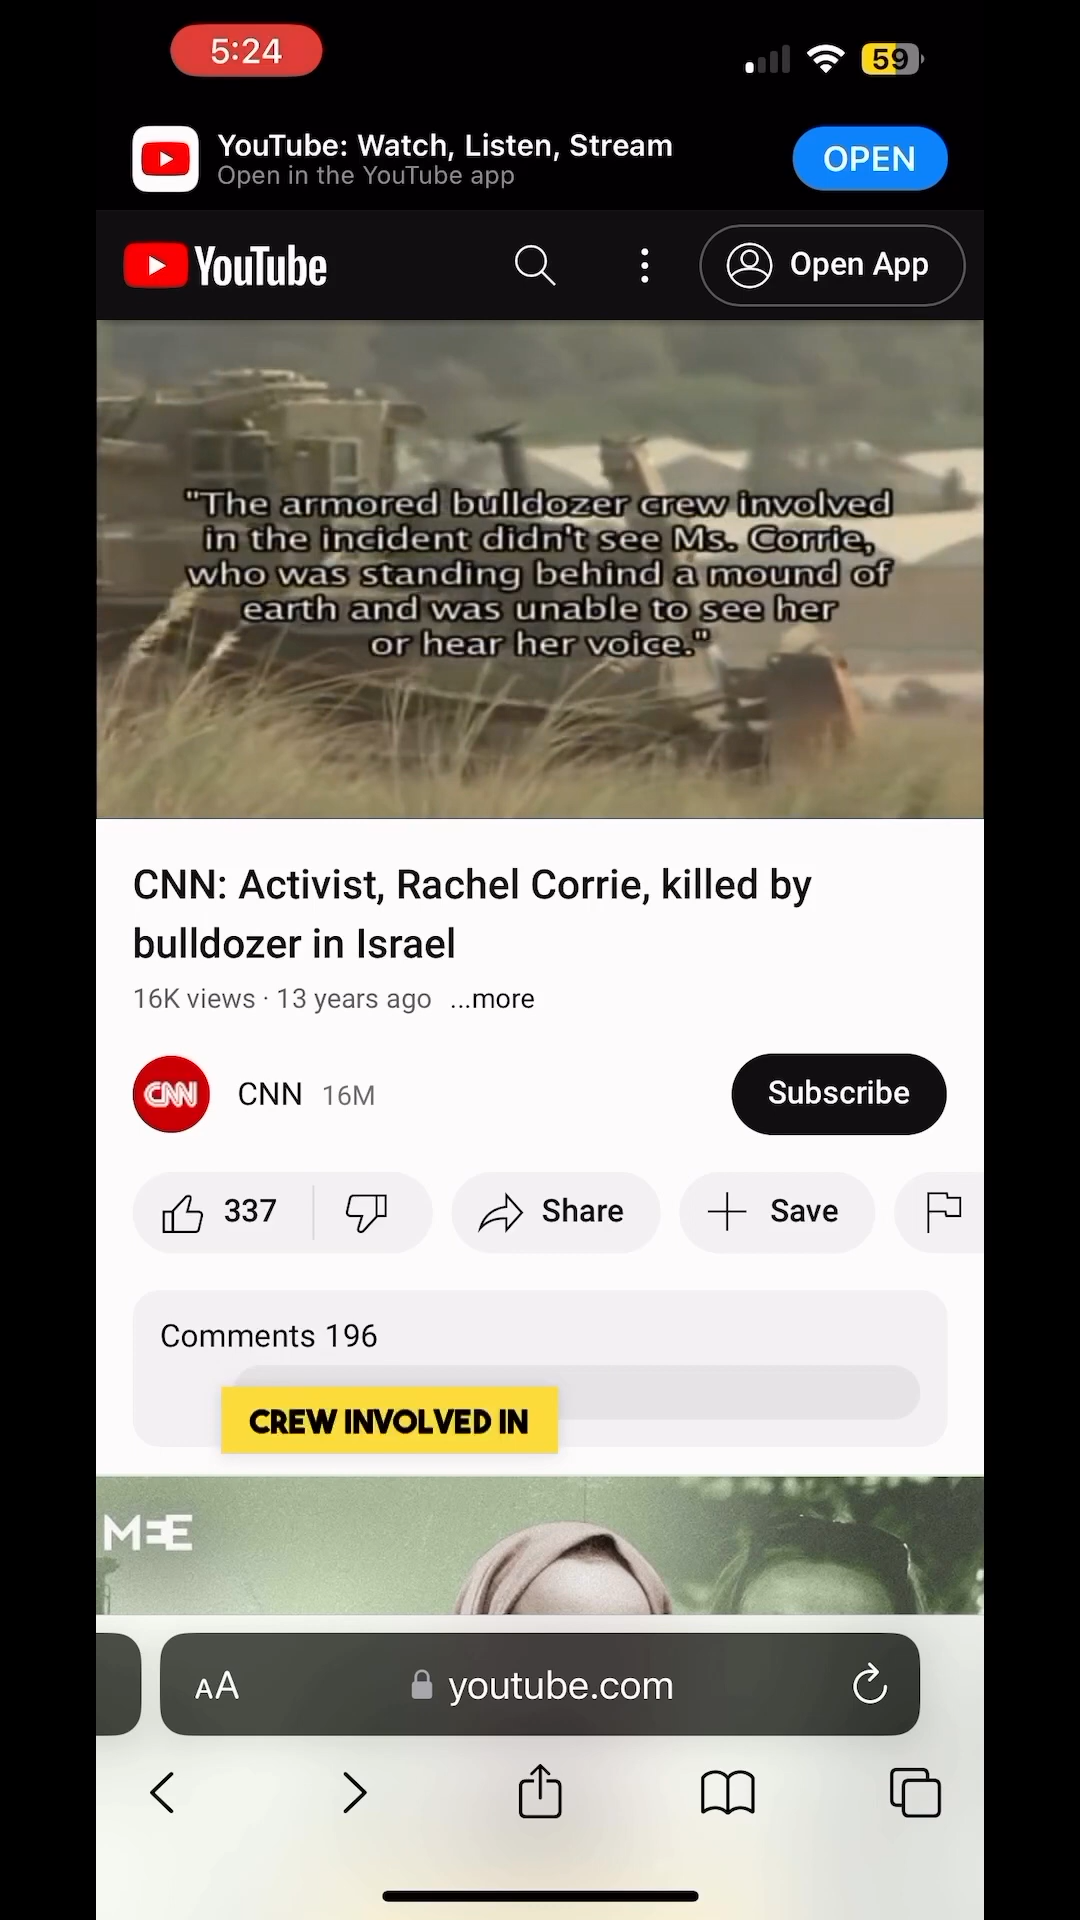 5:24
59
YouTube: Watch, Listen, Stream
Open in the YouTube app
OPEN
YouTube
Open App
"The armored bulldozer crew involved
in the incident didn't see Ms. Corrie,
who was standing behind a mound of
earth and was unable to see her
or hear her voice."
CNN: Activist, Rachel Corrie, killed by
bulldozer in Israel
16K views · 13 years ago ...more
CNN
CNN 16M
Subscribe
337
Share
Save
Comments 196
CREW INVOLVED IN
MEE
AA
youtube.com